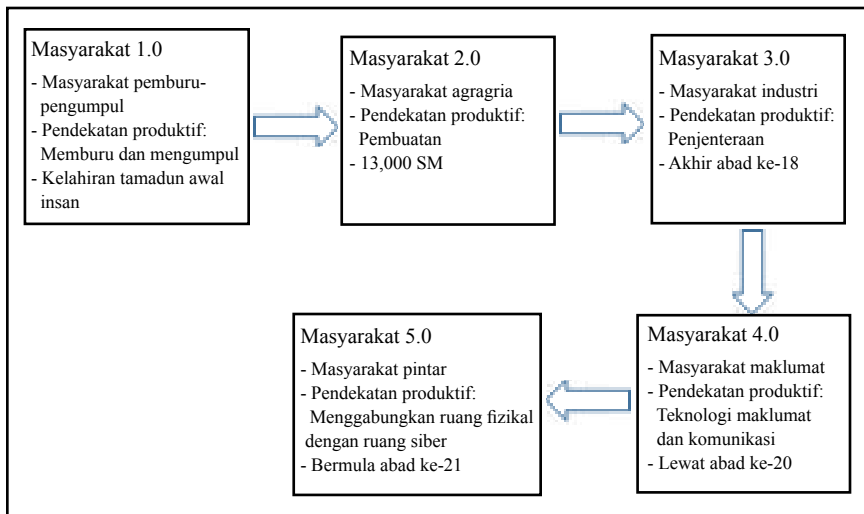 Masyarakat 1.0
- Masyarakat pemburu-
pengumpul
- Pendekatan produktif:
Memburu dan mengumpul
- Kelahiran tamadun awal
insan
Masyarakat 2.0
- Masyarakat agragria
- Pendekatan produktif:
Pembuatan
- 13,000 SM
Masyarakat 3.0
- Masyarakat industri
- Pendekatan produktif:
Penjenteraan
- Akhir abad ke-18
Masyarakat 4.0
- Masyarakat maklumat
- Pendekatan produktif:
Teknologi maklumat
dan komunikasi
- Lewat abad ke-20
Masyarakat 5.0
- Masyarakat pintar
- Pendekatan produktif:
Menggabungkan ruang fizikal
dengan ruang siber
- Bermula abad ke-21